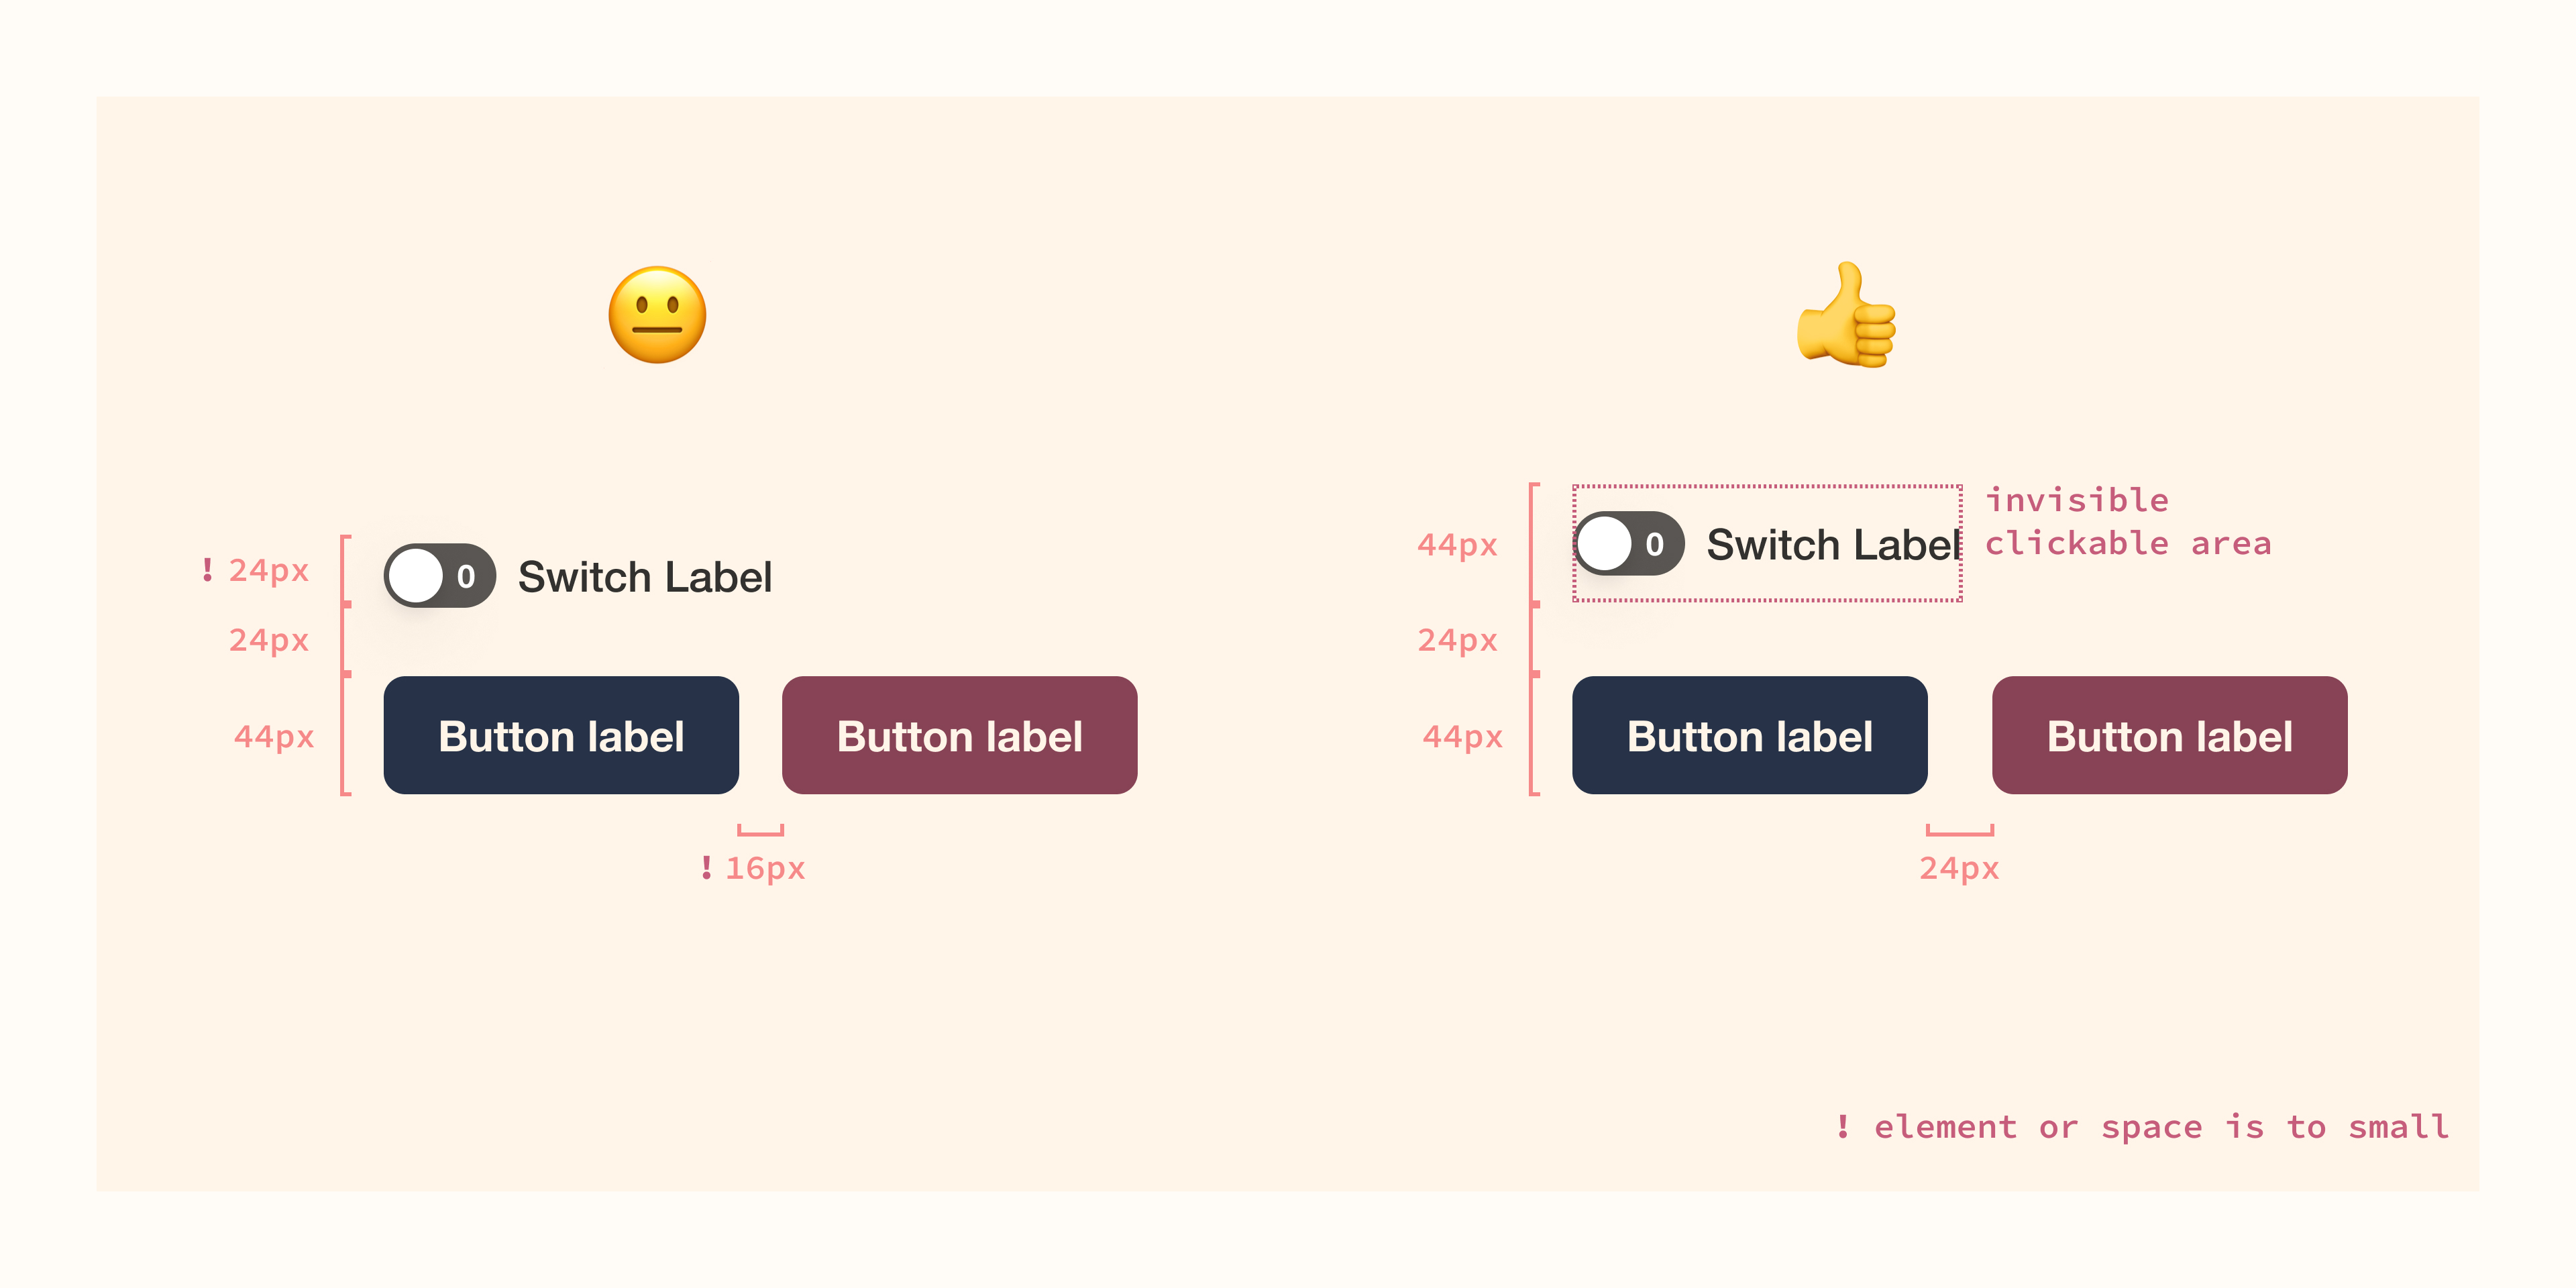 ! 24px
0 Switch Label
24px
44px
Button label
Button label
! 16px
44px
0 Switch Label
invisible
clickable area
24px
44px
Button label
Button label
24px
! element or space is to small